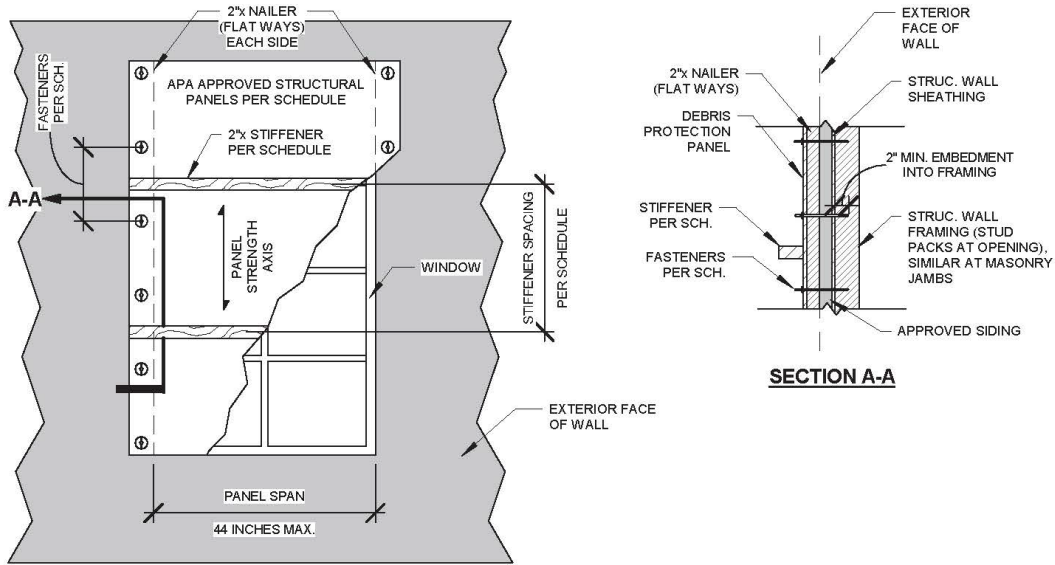 2"x NAILER
(FLAT WAYS)
EACH SIDE
FASTENERS
PER SCH.
APA APPROVED STRUCTURAL
PANELS PER SCHEDULE
2"x STIFFENER
PER SCHEDULE
A-A
PANEL
STRENGTH
AXIS
WINDOW
STIFFENER SPACING
PER SCHEDULE
EXTERIOR FACE
OF WALL
PANEL SPAN
44 INCHES MAX.
EXTERIOR
FACE OF
WALL
2"x NAILER
(FLAT WAYS)
STRUC. WALL
SHEATHING
DEBRIS
PROTECTION
PANEL
2" MIN. EMBEDMENT
INTO FRAMING
STIFFENER
PER SCH.
STRUC. WALL
FRAMING (STUD
PACKS AT OPENING),
SIMILAR AT MASONRY
JAMBS
FASTENERS
PER SCH.
APPROVED SIDING
SECTION A-A